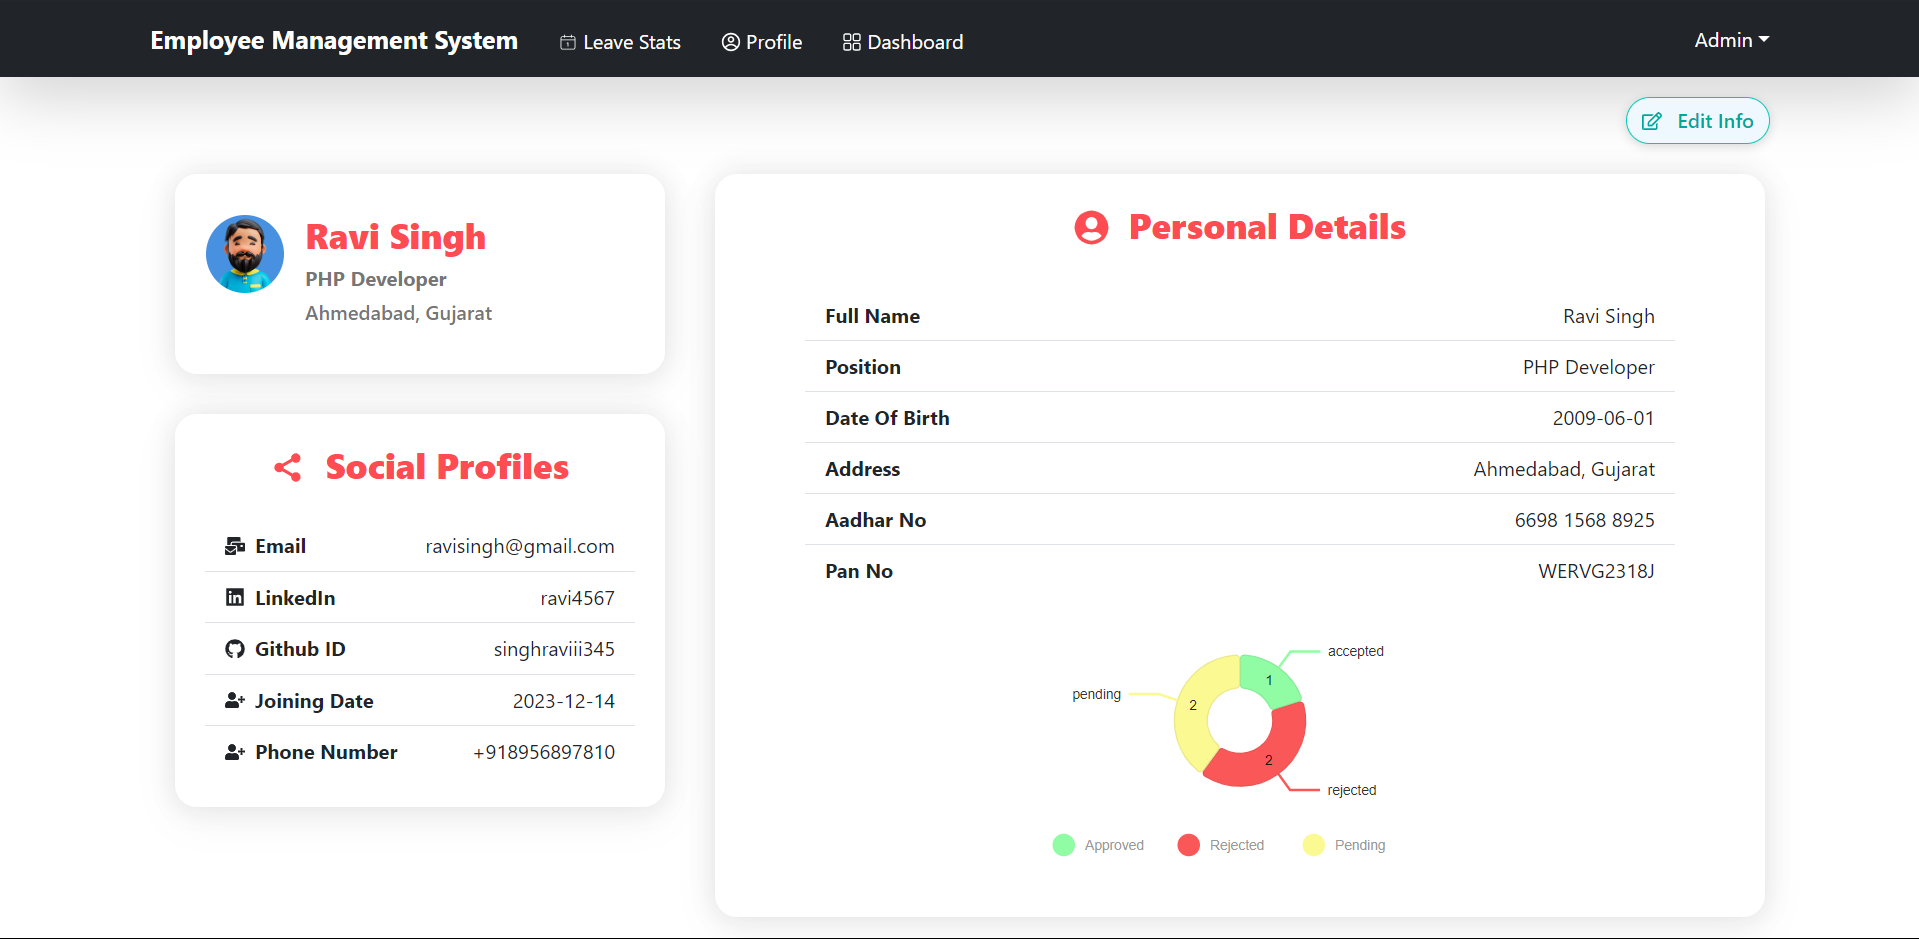 Employee Management System
Leave Stats
Profile
Dashboard
Admin
Edit Info
Ravi Singh
PHP Developer
Ahmedabad, Gujarat
Social Profiles
Email ravisingh@gmail.com
LinkedIn ravi4567
Github ID singhraviii345
Joining Date 2023-12-14
Phone Number +918956897810
Personal Details
Full Name Ravi Singh
Position PHP Developer
Date Of Birth 2009-06-01
Address Ahmedabad, Gujarat
Aadhar No 6698 1568 8925
Pan No WERVG2318J
accepted
1
pending
2
2
rejected
Approved Rejected Pending